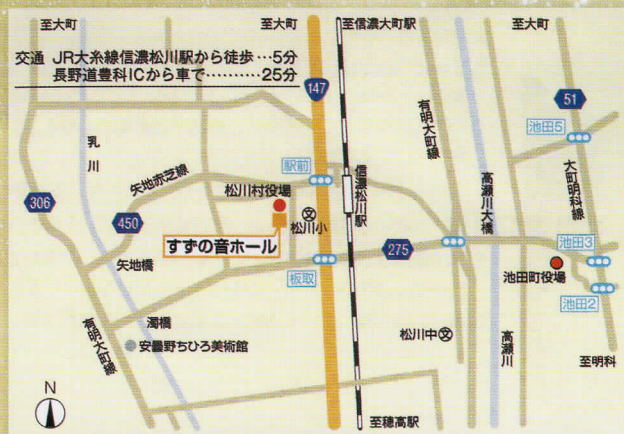 至大町
至大町
至信濃大町駅
至大町
交通 JR大糸線信濃松川駅から徒歩…5分
長野道豊科ICから車で………25分
147
51
乳川
有明大町線
池田5
駅前
信濃松川駅
高瀬川大橋
大町明科線
矢地赤芝線
松川村役場
306
450
松川小
すずの音ホール
275
池田3
矢地橋
板取
池田町役場
池田2
有明大町線
濁橋
安曇野ちひろ美術館
松川中
高瀬川
至明科
N
至穂高駅